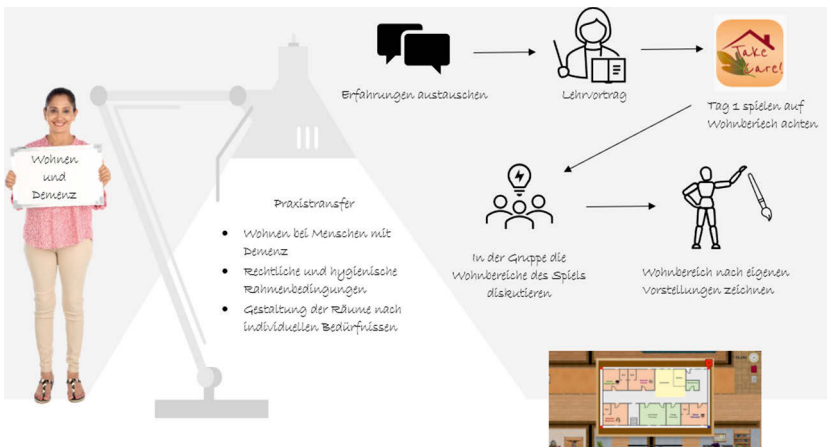 Wohnen
und
Demenz
Erfahrungen austauschen
Lehrvortrag
Take
Care!
Tag 1 spielen auf
Wohnberiech achten
Praxistransfer
• Wohnen bei Menschen mit
Demenz
• Rechtliche und hygienische
Rahmenbedingungen
• Gestaltung der Räume nach
individuellen Bedürfnissen
In der Gruppe die
Wohnbereiche des Spiels
diskutieren
Wohnbereich nach eigenen
Vorstellungen zeichnen